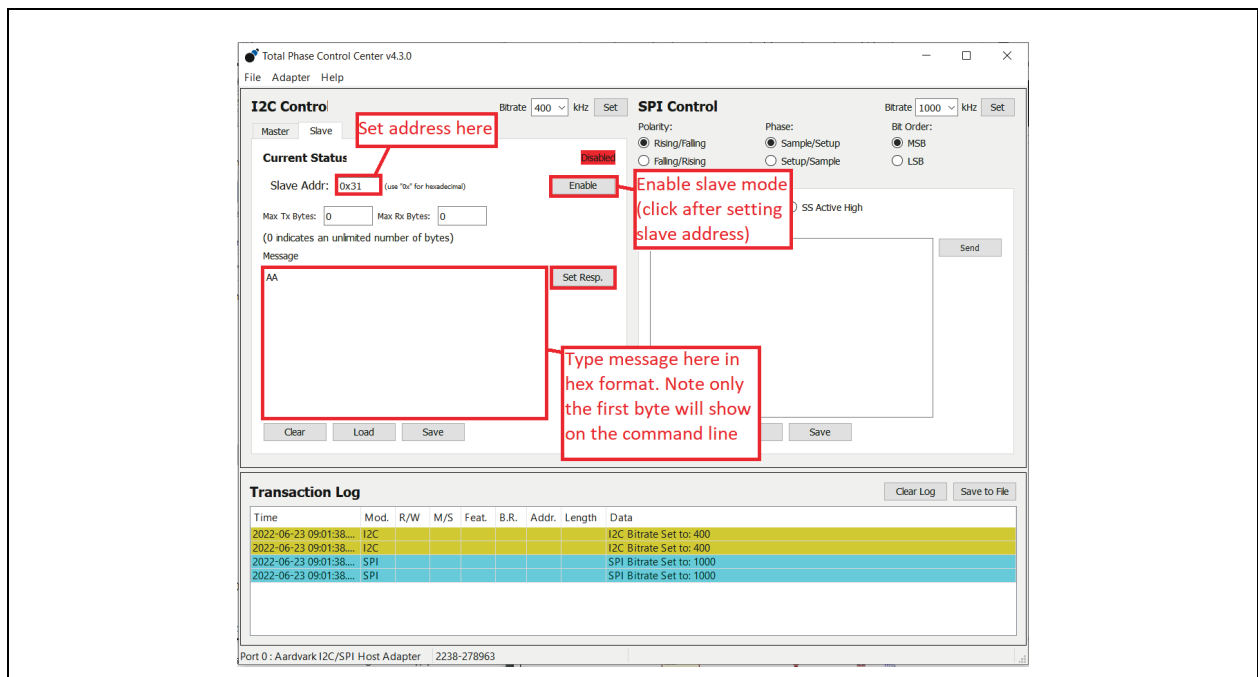 Total Phase Control Center v4.3.0
File Adapter Help
I2C Contro
Bitrate 400 kHz Set
Master Slave
Set address here
Current Status
Disabled
Slave Addr: 0x31 (use "0x" for hexadecimal)
Enable
Max Tx Bytes: 0 Max Rx Bytes: 0
(0 indicates an unlimited number of bytes)
Message
AA
Set Resp.
Clear Load Save
SPI Control
Bitrate 1000 kHz Set
Polarity: Phase: Bit Order:
Rising/Falling Sample/Setup MSB
Falling/Rising Setup/Sample LSB
Enable slave mode
(click after setting
slave address)
SS Active High
Send
Type message here in
hex format. Note only
the first byte will show
on the command line
Save
Transaction Log
Clear Log Save to File
Time Mod. R/W M/S Feat. B.R. Addr. Length Data
2022-06-23 09:01:38.... I2C I2C Bitrate Set to: 400
2022-06-23 09:01:38.... I2C I2C Bitrate Set to: 400
2022-06-23 09:01:38.... SPI SPI Bitrate Set to: 1000
2022-06-23 09:01:38.... SPI SPI Bitrate Set to: 1000
Port 0 : Aardvark I2C/SPI Host Adapter 2238-278963